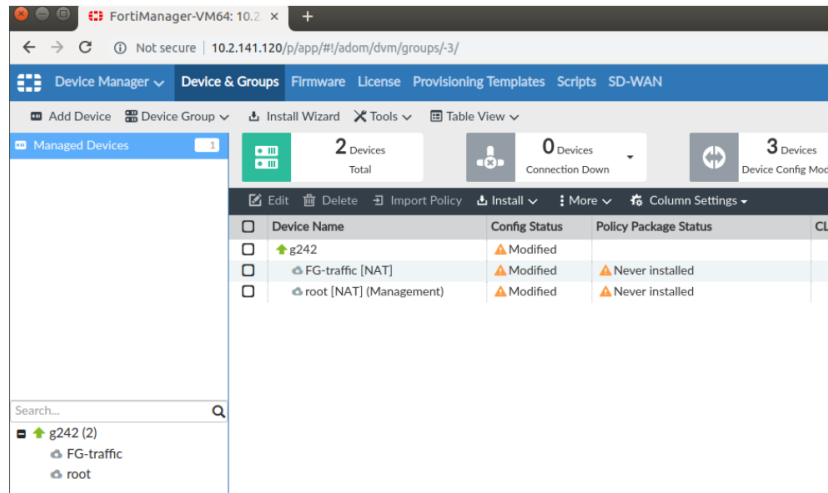 FortiManager-VM64: 10.2
Not secure 10.2.141.120/p/app/#!/adom/dvm/groups/-3/
Device Manager Device & Groups Firmware License Provisioning Templates Scripts SD-WAN
Add Device Device Group Install Wizard Tools Table View
Managed Devices 1
2 Devices
Total
0 Devices
Connection Down
3 Devices
Device Config Mod
Edit Delete Import Policy Install More Column Settings
Device Name Config Status Policy Package Status CL
g242 Modified
FG-traffic [NAT] Modified Never installed
root [NAT] (Management) Modified Never installed
Search...
g242 (2)
FG-traffic
root